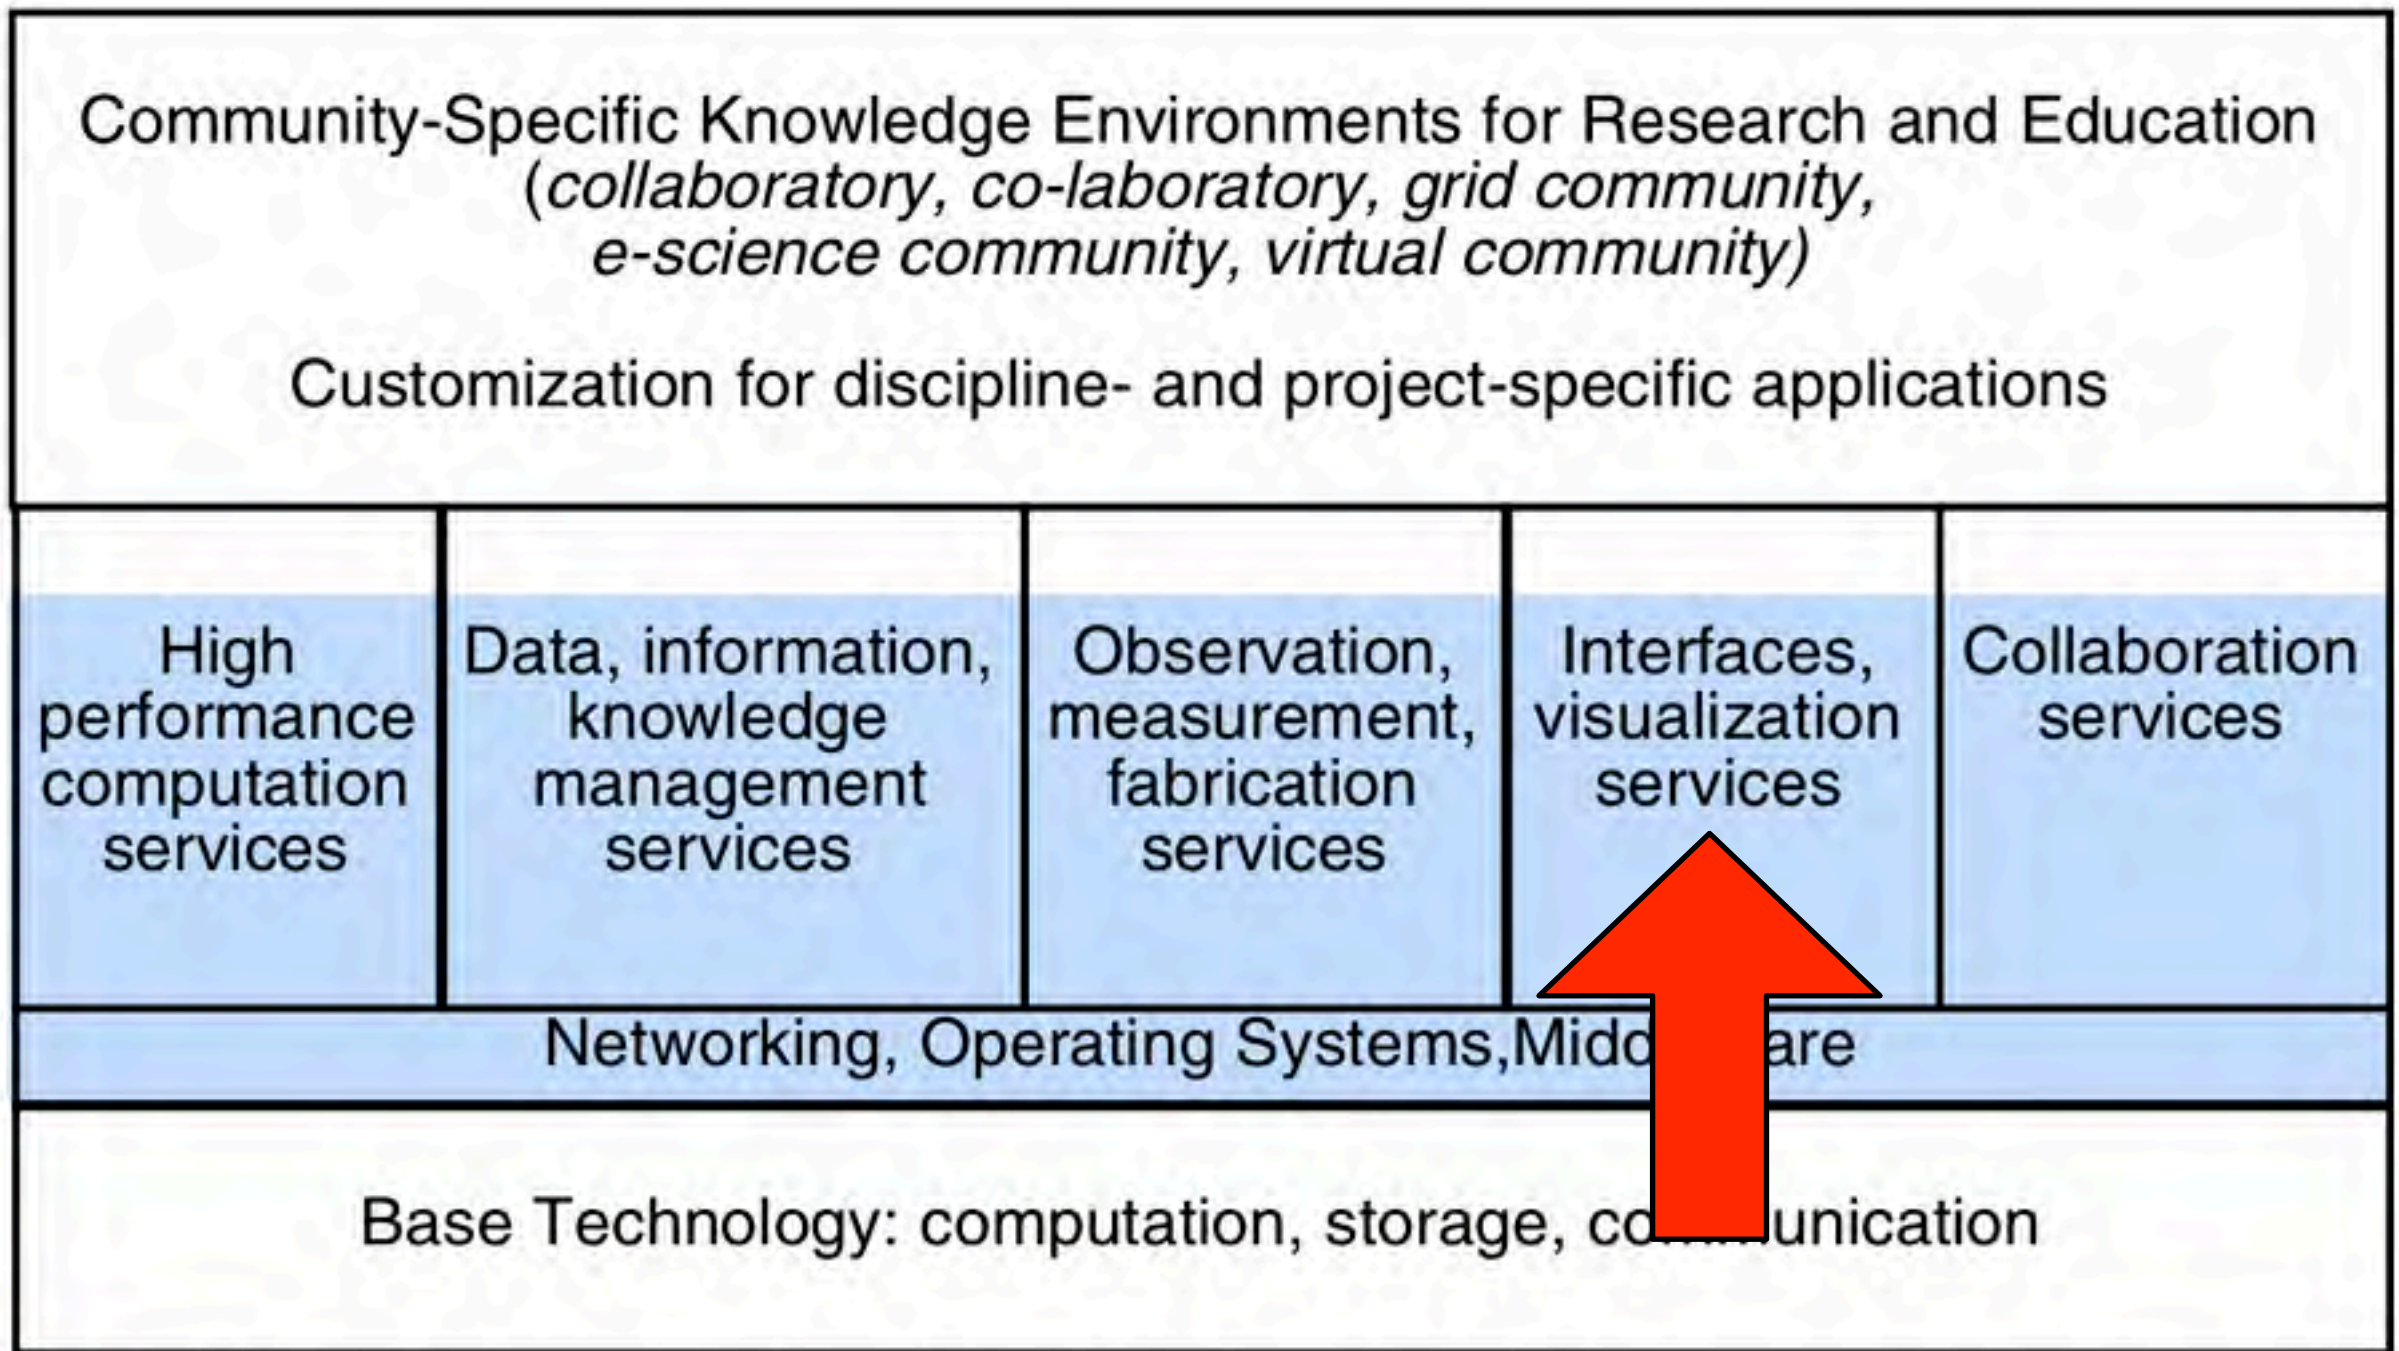 Community-Specific Knowledge Environments for Research and Education
(collaboratory, co-laboratory, grid community,
e-science community, virtual community)
Customization for discipline- and project-specific applications
High
performance
computation
services
Data, information,
knowledge
management
services
Observation,
measurement,
fabrication
services
Interfaces,
visualization
services
Collaboration
services
Networking, Operating Systems,
Base Technology: computation, storage,